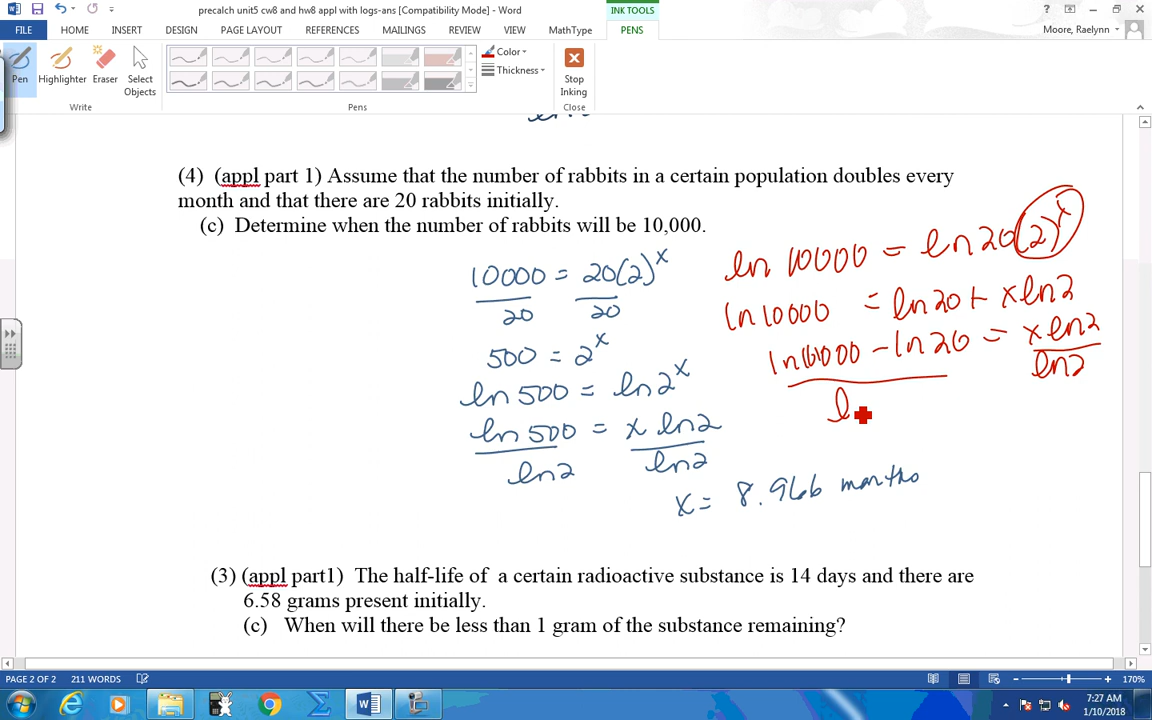 precalch unit5 cw8 and hw8 appl with logs-ans [Compatibility Mode] - Word
INK TOOLS
FILE HOME INSERT DESIGN PAGE LAYOUT REFERENCES MAILINGS REVIEW VIEW MathType PENS
Moore, Raelynn
Pen Highlighter Eraser Select Objects
Color
Thickness
Stop Inking
Write Pens Close
(4) (appl part 1) Assume that the number of rabbits in a certain population doubles every
month and that there are 20 rabbits initially.
(c) Determine when the number of rabbits will be 10,000.
10000 = 20(2)^x
20 20
500 = 2^x
ln 500 = ln 2^x
ln 500 = x ln2
ln2 ln2
x = 8.966 months
ln 10000 = ln 20(2)^x
ln 10000 = ln 20 + x ln2
ln 10000 - ln 20 = x ln2
ln2
l
(3) (appl part1) The half-life of a certain radioactive substance is 14 days and there are
6.58 grams present initially.
(c) When will there be less than 1 gram of the substance remaining?
PAGE 2 OF 2 211 WORDS 170%
7:27 AM
1/10/2018